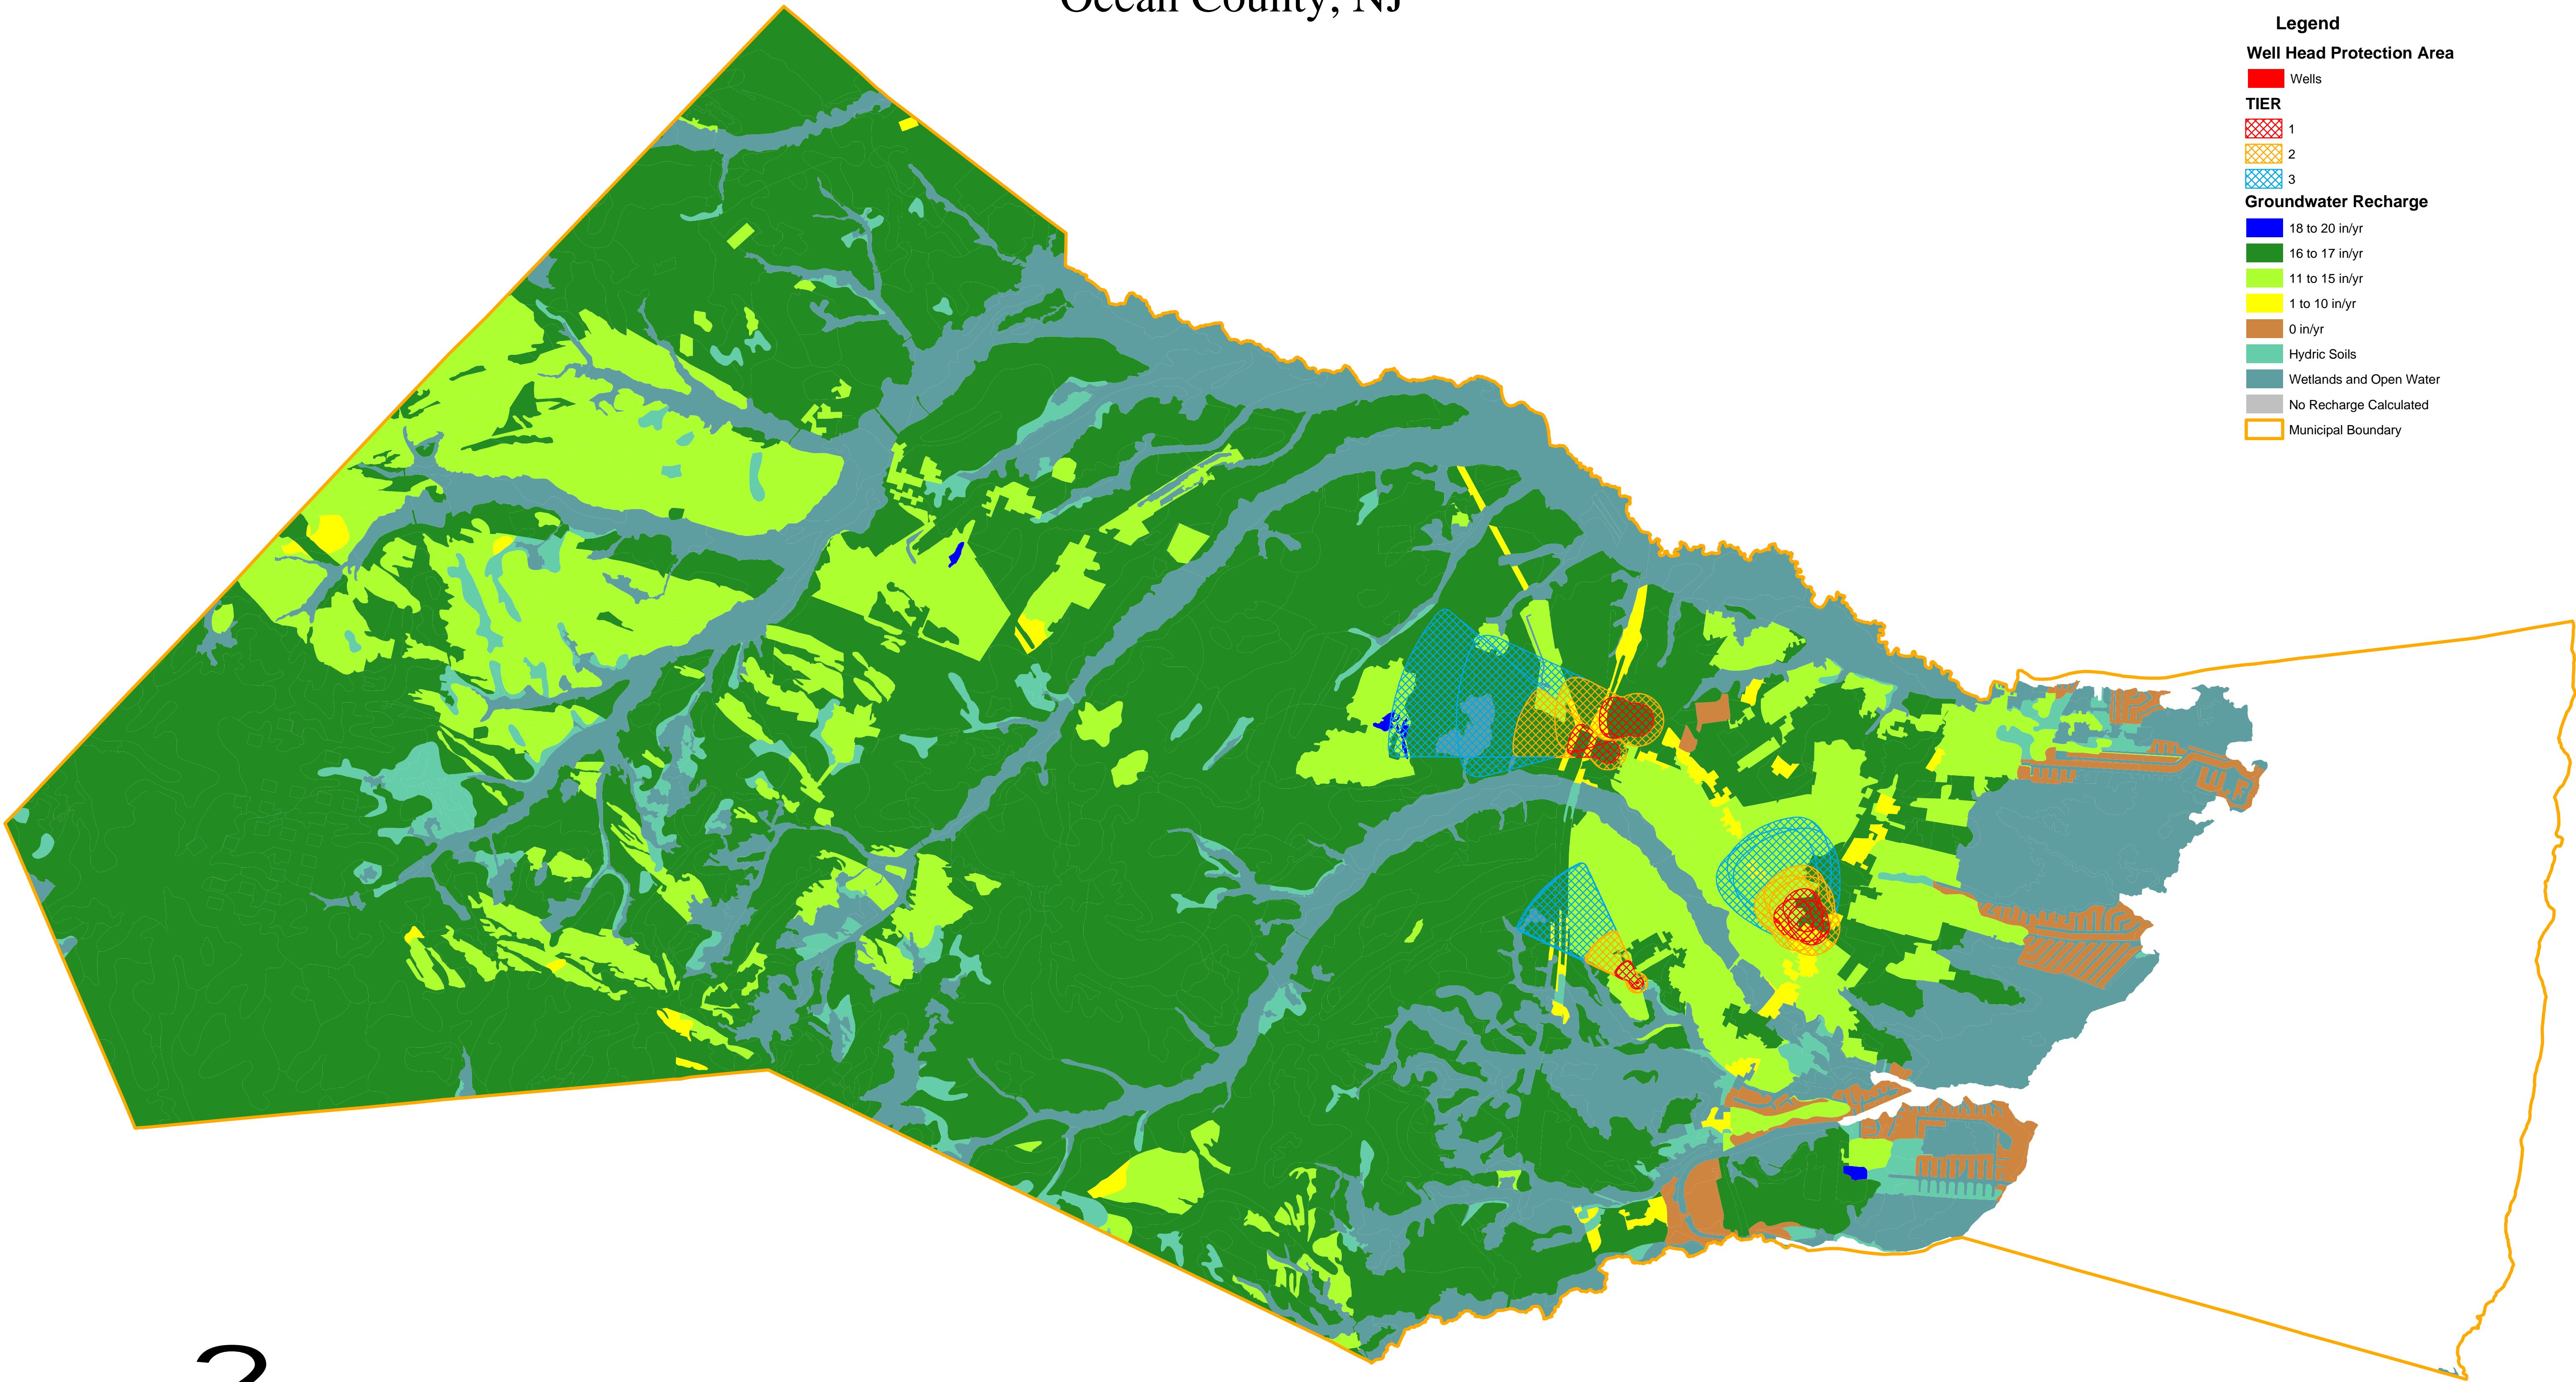 Ocean County, NJ
Legend
Well Head Protection Area
Wells
TIER
1
2
3
Groundwater Recharge
18 to 20 in/yr
16 to 17 in/yr
11 to 15 in/yr
1 to 10 in/yr
0 in/yr
Hydric Soils
Wetlands and Open Water
No Recharge Calculated
Municipal Boundary